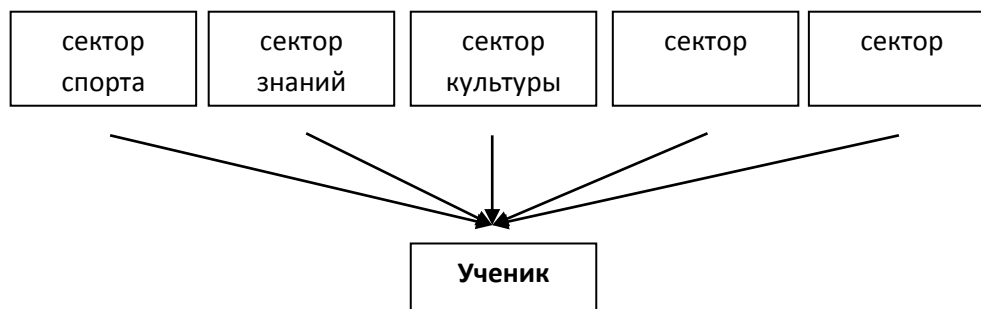 сектор
спорта
сектор
знаний
сектор
культуры
сектор
сектор
Ученик